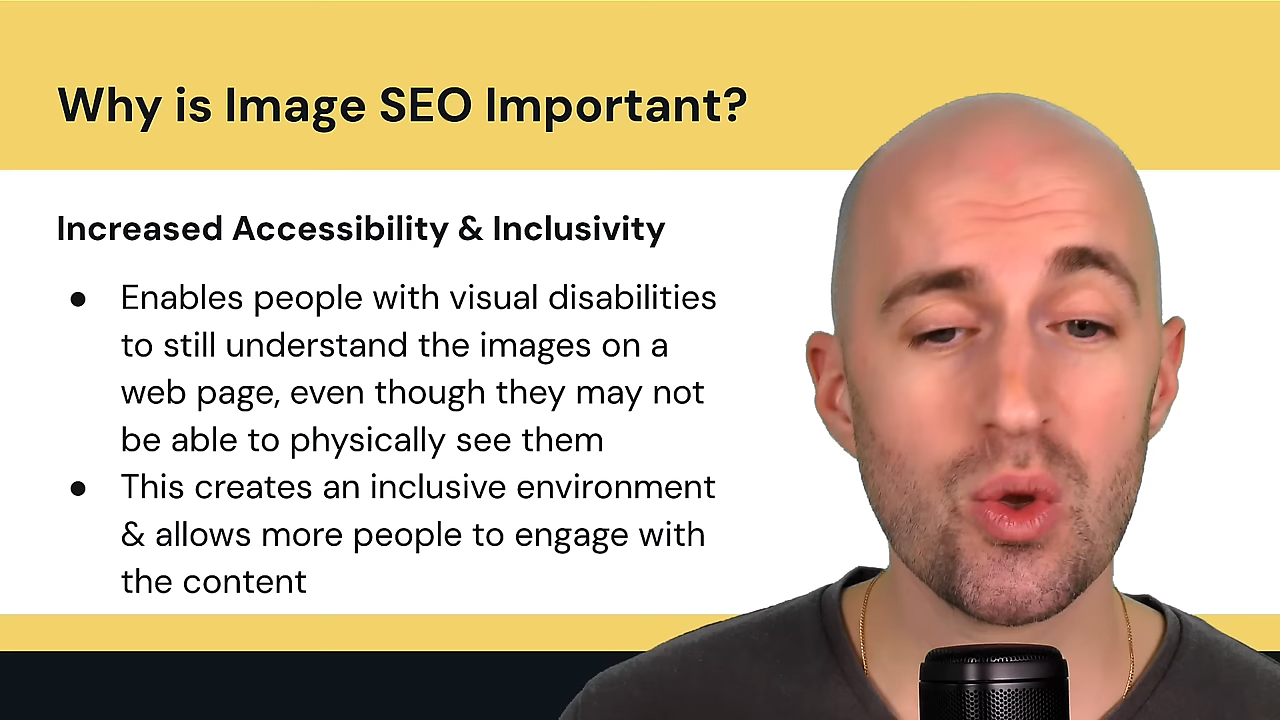 Why is Image SEO Important?
Increased Accessibility & Inclusivity
● Enables people with visual disabilities
to still understand the images on a
web page, even though they may not
be able to physically see them
● This creates an inclusive environment
& allows more people to engage with
the content